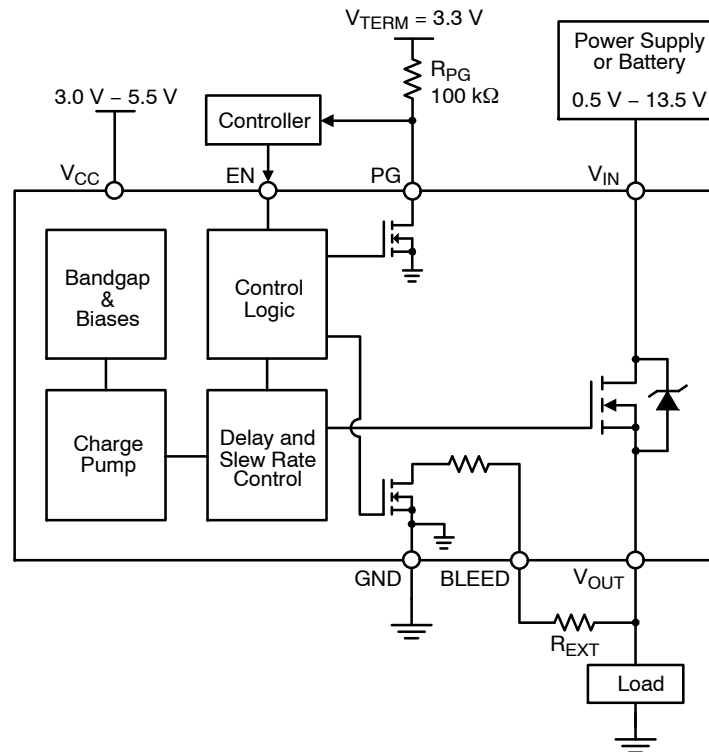 V_TERM = 3.3 V
R_PG
100 kΩ
Power Supply
or Battery
0.5 V – 13.5 V
3.0 V – 5.5 V
Controller
V_CC
EN
PG
V_IN
Bandgap
&
Biases
Control
Logic
Charge
Pump
Delay and
Slew Rate
Control
GND
BLEED
V_OUT
R_EXT
Load